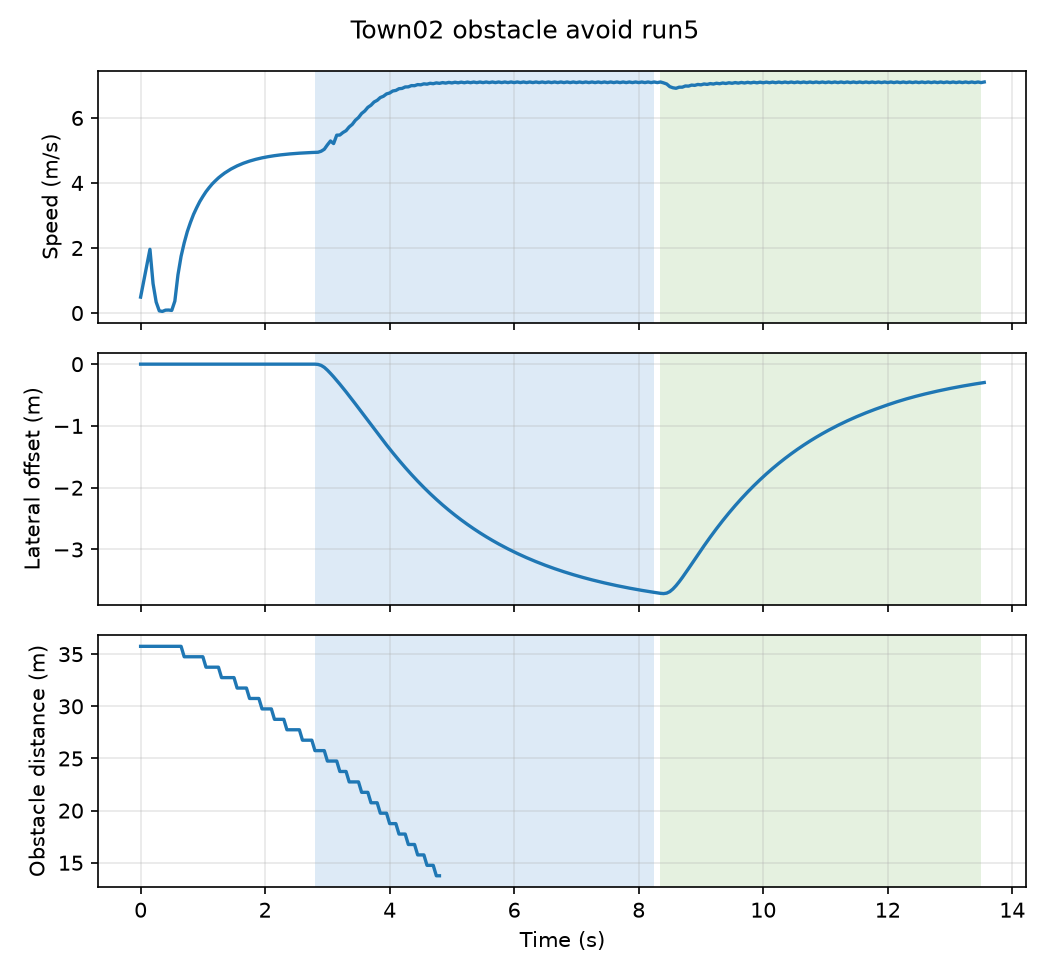 Town02 obstacle avoid run5
Speed (m/s)
6
4
2
0
Lateral offset (m)
0
−1
−2
−3
Obstacle distance (m)
35
30
25
20
15
0 2 4 6 8 10 12 14
Time (s)